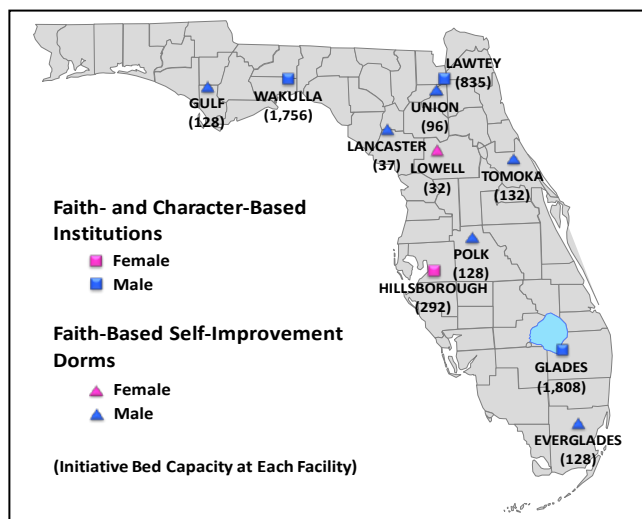 LAWTEY
(835)
GULF
(128)
WAKULLA
(1,756)
UNION
(96)
LANCASTER
(37)
LOWELL
(32)
TOMOKA
(132)
Faith- and Character-Based
Institutions
Female
Male
POLK
(128)
HILLSBOROUGH
(292)
Faith-Based Self-Improvement
Dorms
Female
Male
GLADES
(1,808)
EVERGLADES
(128)
(Initiative Bed Capacity at Each Facility)